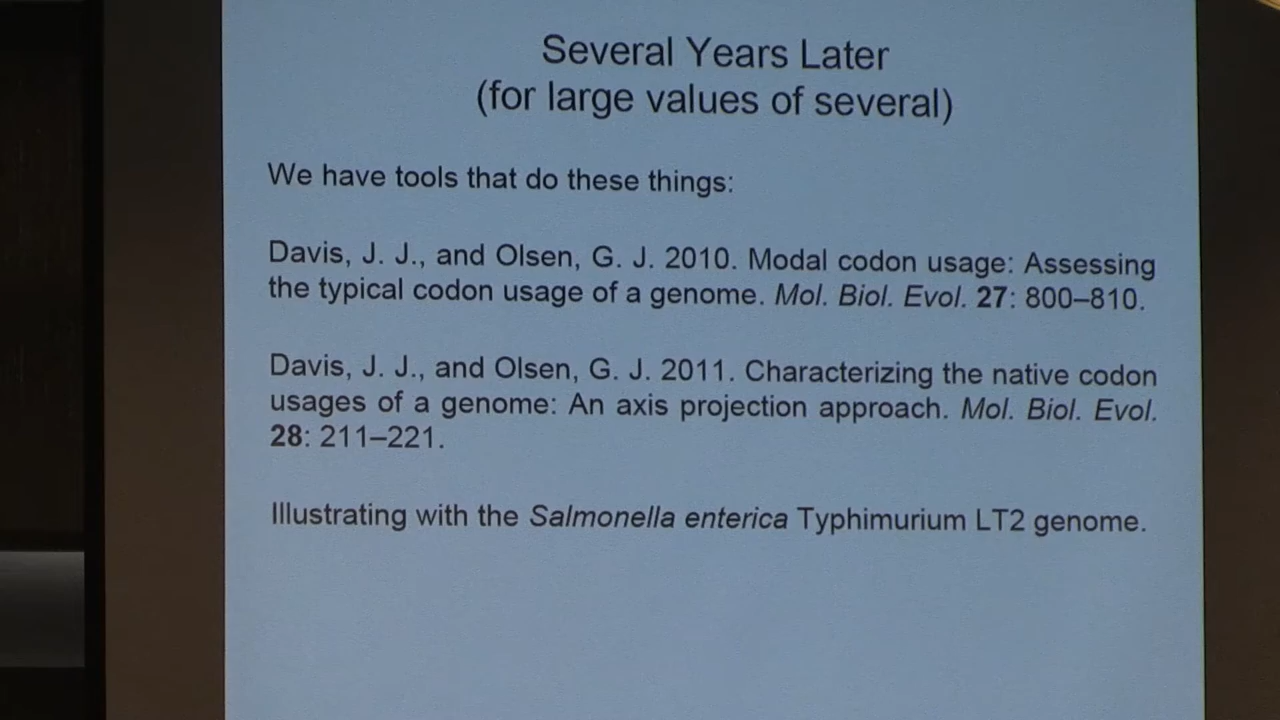 Several Years Later
(for large values of several)
We have tools that do these things:
Davis, J. J., and Olsen, G. J. 2010. Modal codon usage: Assessing
the typical codon usage of a genome. Mol. Biol. Evol. 27: 800–810.
Davis, J. J., and Olsen, G. J. 2011. Characterizing the native codon
usages of a genome: An axis projection approach. Mol. Biol. Evol.
28: 211–221.
Illustrating with the Salmonella enterica Typhimurium LT2 genome.